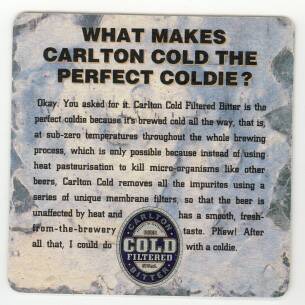 WHAT MAKES
CARLTON COLD THE
PERFECT COLDIE?
Okay. You asked for it. Carlton Cold Filtered Bitter is the
perfect coldie because it's brewed cold all the way, that is,
at sub-zero temperatures throughout the whole brewing
process, which is only possible because instead of using
heat pasteurisation to kill micro-organisms like other
beers, Carlton Cold removes all the impurites using a
series of unique membrane filters, so that the beer is
unaffected by heat and has a smooth, fresh-
from-the-brewery taste. Phew! After
all that, I could do with a coldie.
CARLTON
COLD
FILTERED
BITTER